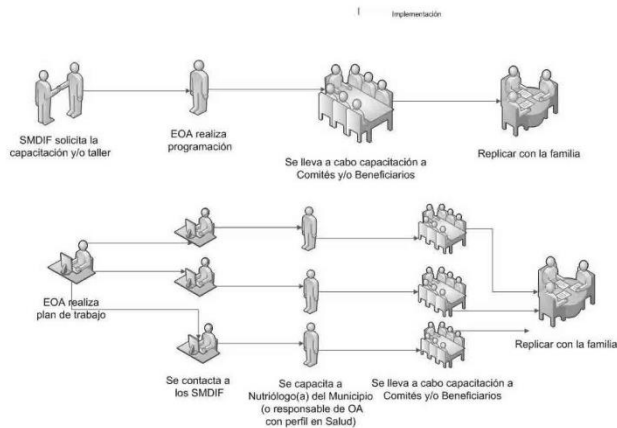 Implementación
SMDIF solicita la
capacitación y/o taller
EOA realiza
programación
Se lleva a cabo capacitación a
Comités y/o Beneficiarios
Replicar con la familia
EOA realiza
plan de trabajo
Se contacta a
los SMDIF
Se capacita a
Nutriólogo(a) del Municipio
(o responsable de OA
con perfil en Salud)
Se lleva a cabo capacitación a
Comités y/o Beneficiarios
Replicar con la familia